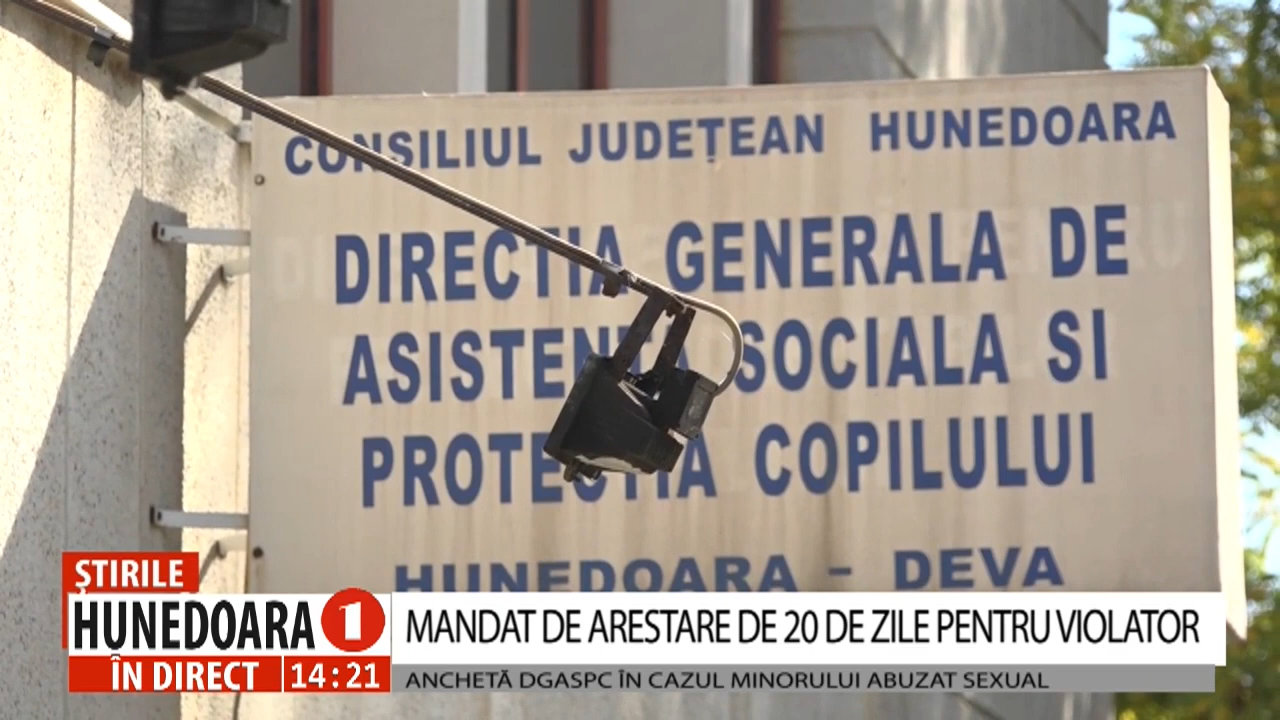 CONSILIUL JUDEȚEAN HUNEDOARA
DIRECTIA GENERALA DE
ASISTENTA SOCIALA SI
PROTECTIA COPILULUI
HUNEDOARA - DEVA
ŞTIRILE
HUNEDOARA 1
ÎN DIRECT 14:21
MANDAT DE ARESTARE DE 20 DE ZILE PENTRU VIOLATOR
ANCHETĂ DGASPC ÎN CAZUL MINORULUI ABUZAT SEXUAL